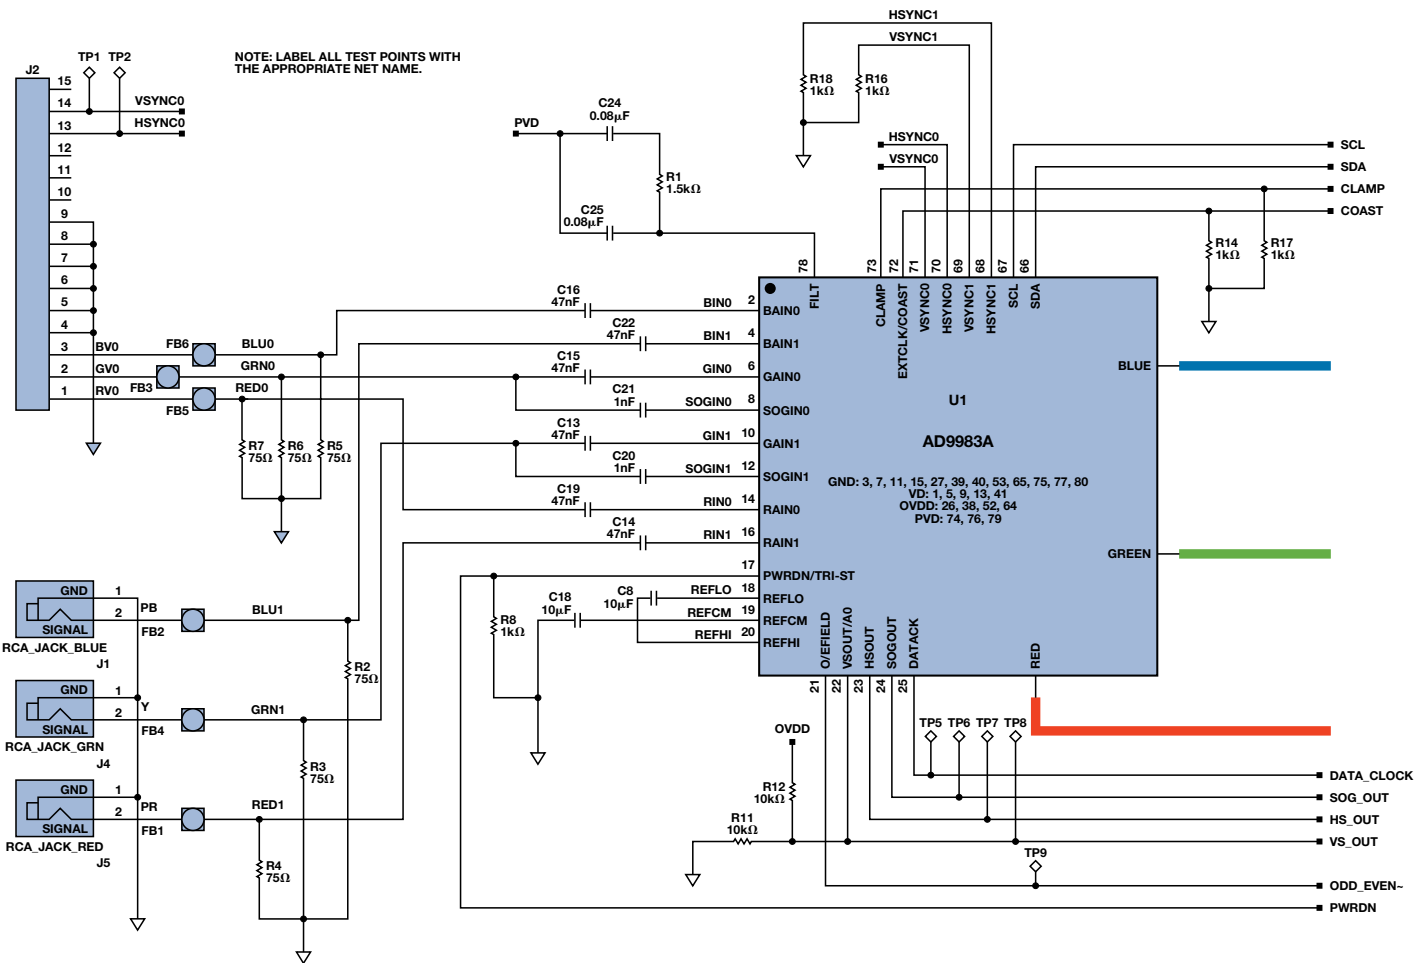 HSYNC1
VSYNC1
NOTE: LABEL ALL TEST POINTS WITH
THE APPROPRIATE NET NAME.
TP1
TP2
J2
15
14
VSYNC0
13
HSYNC0
12
11
10
9
8
7
6
5
4
3
BV0
FB6
BLU0
2
GV0
FB3
GRN0
1
RV0
FB5
RED0
R7
75Ω
R6
75Ω
R5
75Ω
R18
1kΩ
R16
1kΩ
C24
0.08µF
PVD
R1
1.5kΩ
C25
0.08µF
HSYNC0
VSYNC0
SCL
SDA
CLAMP
COAST
R14
1kΩ
R17
1kΩ
78
73
72
71
70
69
68
67
66
FILT
CLAMP
EXTCLK/COAST
VSYNC0
HSYNC0
VSYNC1
HSYNC1
SCL
SDA
C16
47nF
BIN0
2
BAIN0
C22
47nF
BIN1
4
BAIN1
C15
47nF
GIN0
6
GAIN0
C21
1nF
SOGIN0
8
SOGIN0
C13
47nF
GIN1
10
GAIN1
C20
1nF
SOGIN1
12
SOGIN1
C19
47nF
RIN0
14
RAIN0
C14
47nF
RIN1
16
RAIN1
17
PWRDN/TRI-ST
C8
10µF
REFLO
18
REFLO
C18
10µF
REFCM
19
REFCM
REFHI
20
REFHI
R8
1kΩ
BLUE
U1
AD9983A
GND: 3, 7, 11, 15, 27, 39, 40, 53, 65, 75, 77, 80
VD: 1, 5, 9, 13, 41
OVDD: 26, 38, 52, 64
PVD: 74, 76, 79
GREEN
O/EFIELD
VSOUT/A0
HSOUT
SOGOUT
DATACK
RED
21
22
23
24
25
GND
1
SIGNAL
2
PB
FB2
BLU1
RCA_JACK_BLUE
J1
R2
75Ω
GND
1
SIGNAL
2
Y
FB4
GRN1
RCA_JACK_GRN
J4
R3
75Ω
GND
1
SIGNAL
2
PR
FB1
RED1
RCA_JACK_RED
J5
R4
75Ω
TP5
TP6
TP7
TP8
OVDD
R12
10kΩ
R11
10kΩ
TP9
DATA_CLOCK
SOG_OUT
HS_OUT
VS_OUT
ODD_EVEN~
PWRDN